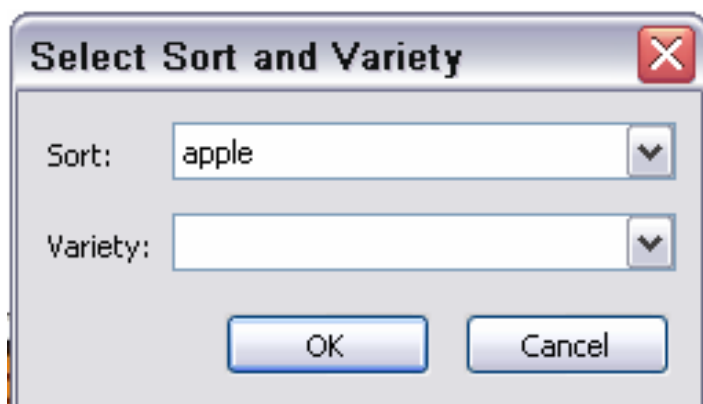 Select Sort and Variety
Sort: apple
Variety:
OK Cancel